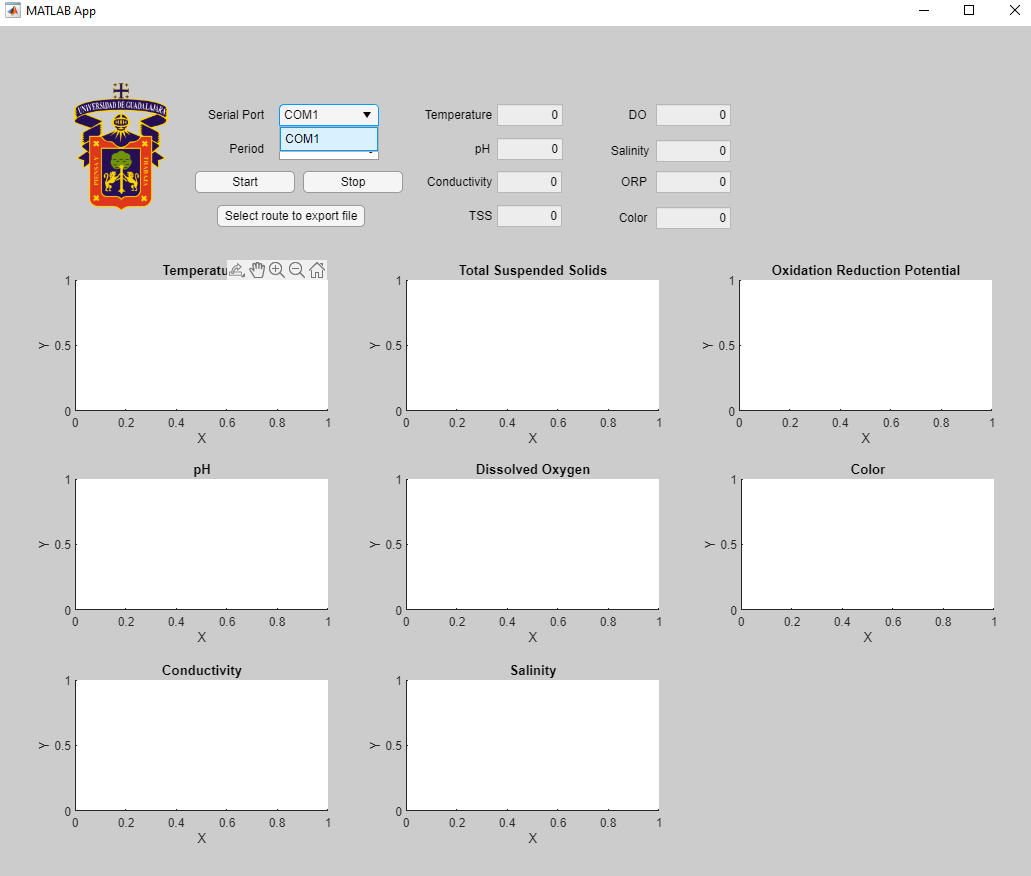 MATLAB App
UNIVERSIDAD DE GUADALAJARA
PIENSA Y
TRABAJA
Serial Port COM1 Temperature 0 DO 0
COM1
Period pH 0 Salinity 0
Start Stop Conductivity 0 ORP 0
Select route to export file TSS 0 Color 0
Temperatu Total Suspended Solids Oxidation Reduction Potential
1 1 1
Y 0.5 Y 0.5 Y 0.5
0 0 0
0 0.2 0.4 0.6 0.8 1 0 0.2 0.4 0.6 0.8 1 0 0.2 0.4 0.6 0.8 1
X X X
pH Dissolved Oxygen Color
1 1 1
Y 0.5 Y 0.5 Y 0.5
0 0 0
0 0.2 0.4 0.6 0.8 1 0 0.2 0.4 0.6 0.8 1 0 0.2 0.4 0.6 0.8 1
X X X
Conductivity Salinity
1 1
Y 0.5 Y 0.5
0 0
0 0.2 0.4 0.6 0.8 1 0 0.2 0.4 0.6 0.8 1
X X